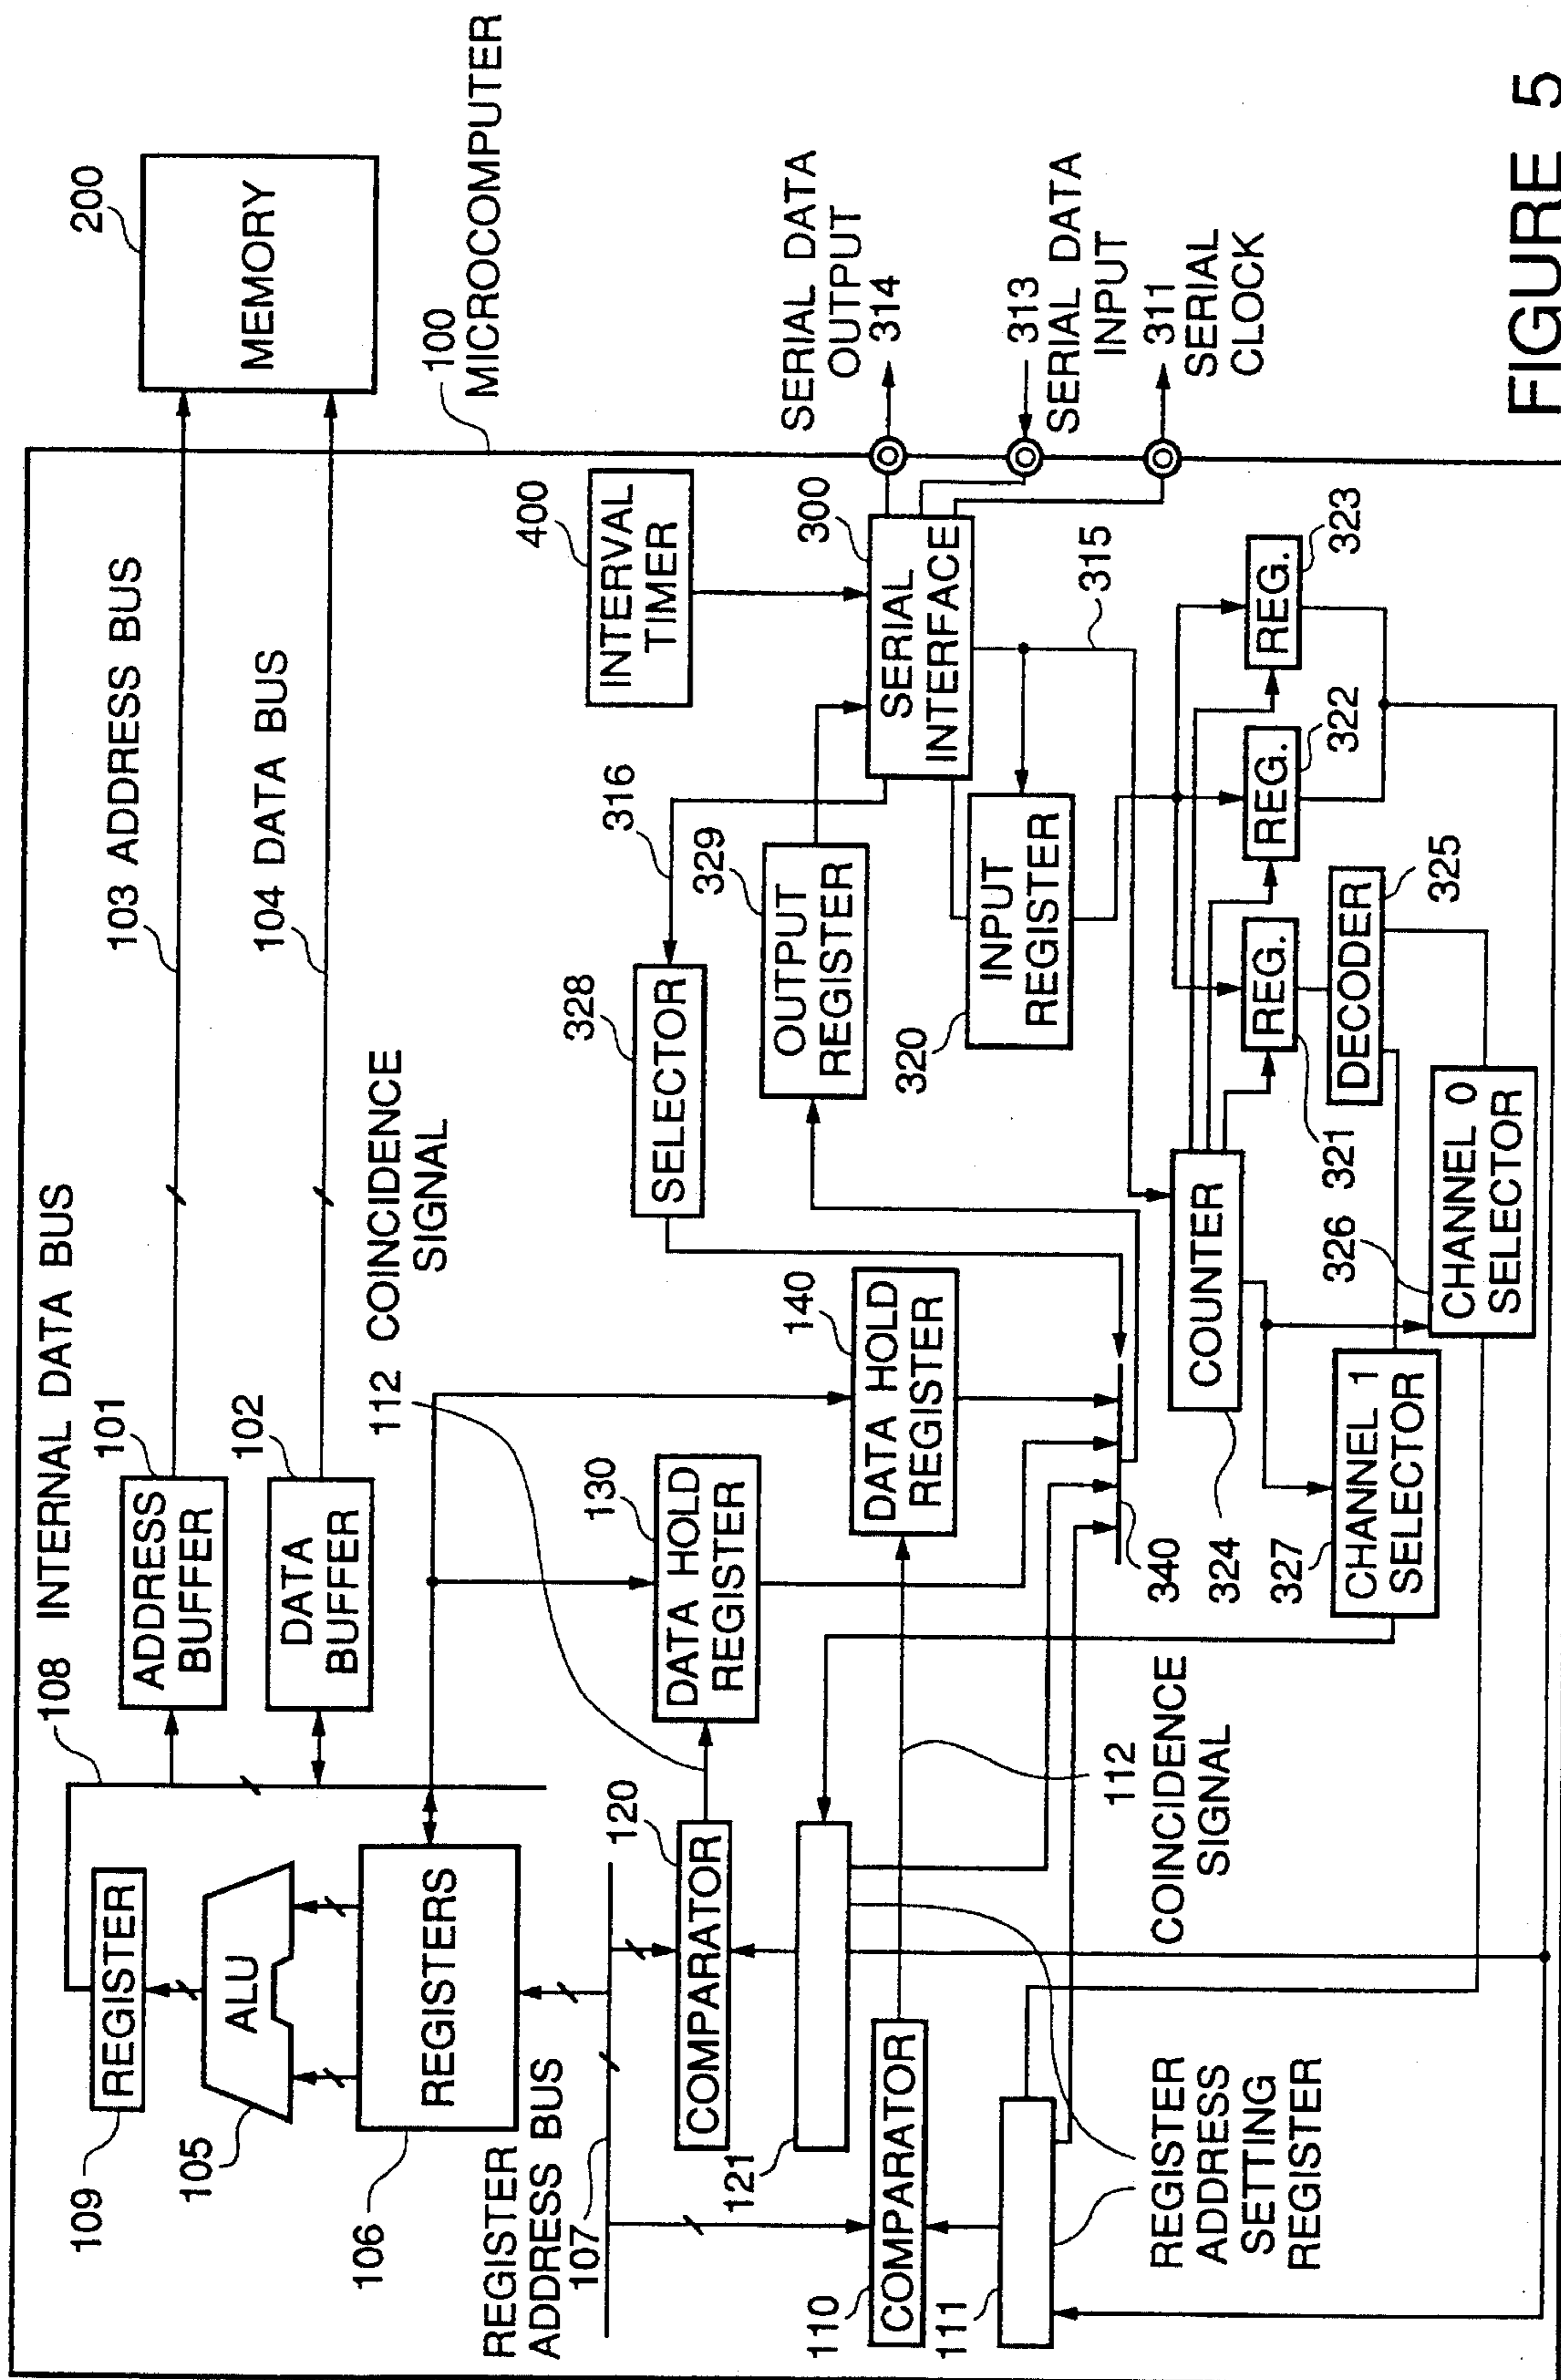 108 INTERNAL DATA BUS
109
REGISTER
105
ALU
106
REGISTERS
REGISTER
ADDRESS BUS
107
101
ADDRESS
BUFFER
102
DATA
BUFFER
103 ADDRESS BUS
104 DATA BUS
200
MEMORY
100
MICROCOMPUTER
112 COINCIDENCE
SIGNAL
120
COMPARATOR
121
110
COMPARATOR
111
REGISTER
ADDRESS
SETTING
REGISTER
112
COINCIDENCE
SIGNAL
130
DATA HOLD
REGISTER
140
DATA HOLD
REGISTER
340
328
SELECTOR
316
329
OUTPUT
REGISTER
320
INPUT
REGISTER
400
INTERVAL
TIMER
300
SERIAL
INTERFACE
315
SERIAL DATA
OUTPUT
314
313
SERIAL DATA
INPUT
311
SERIAL
CLOCK
324
COUNTER
321
REG.
322
REG.
323
REG.
325
DECODER
326
CHANNEL 0
SELECTOR
327
CHANNEL 1
SELECTOR
FIGURE 5